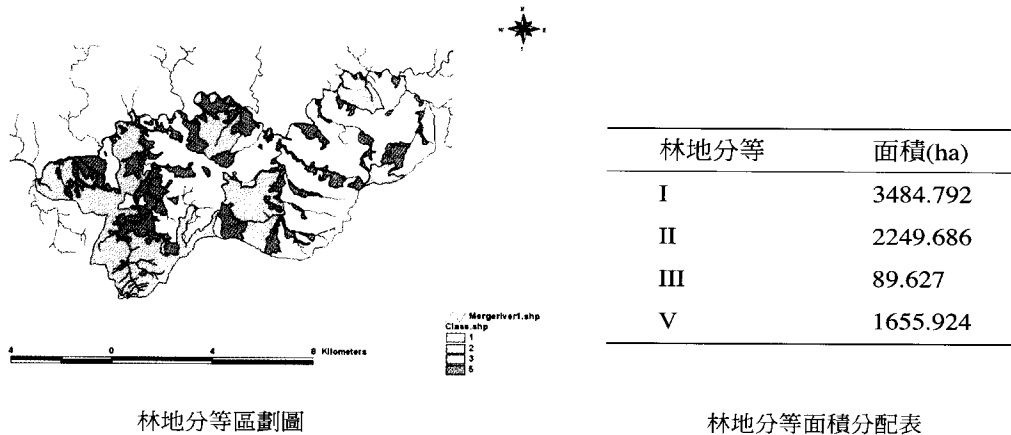 N
W E
S
林地分等 面積(ha)
I 3484.792
II 2249.686
III 89.627
V 1655.924
Mergeriver1.shp
Class.shp
1
2
3
5
4 0 4 8 Kilometers
林地分等區劃圖
林地分等面積分配表